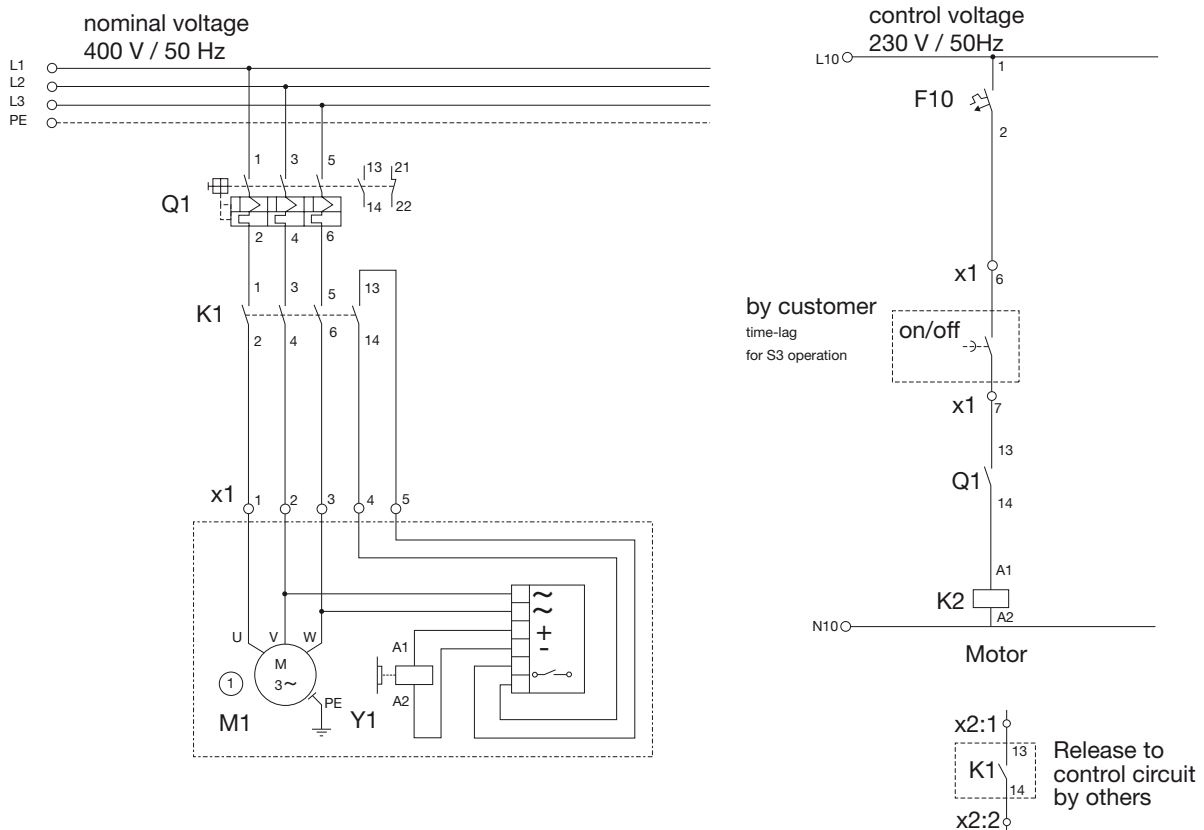 nominal voltage
400 V / 50 Hz
L1
L2
L3
PE
1 3 5 13 21
Q1
14 22
2 4 6
1 3 5 13
K1
2 4 6 14
x1 1 2 3 4 5
~
~
+
-
U V W
M
3~
PE
1
M1
A1
A2
Y1
control voltage
230 V / 50Hz
L10
1
F10
2
x1
6
by customer
time-lag
for S3 operation
on/off
x1
7
13
Q1
14
A1
K2
A2
N10
Motor
x2:1
13
K1
14
x2:2
Release to
control circuit
by others